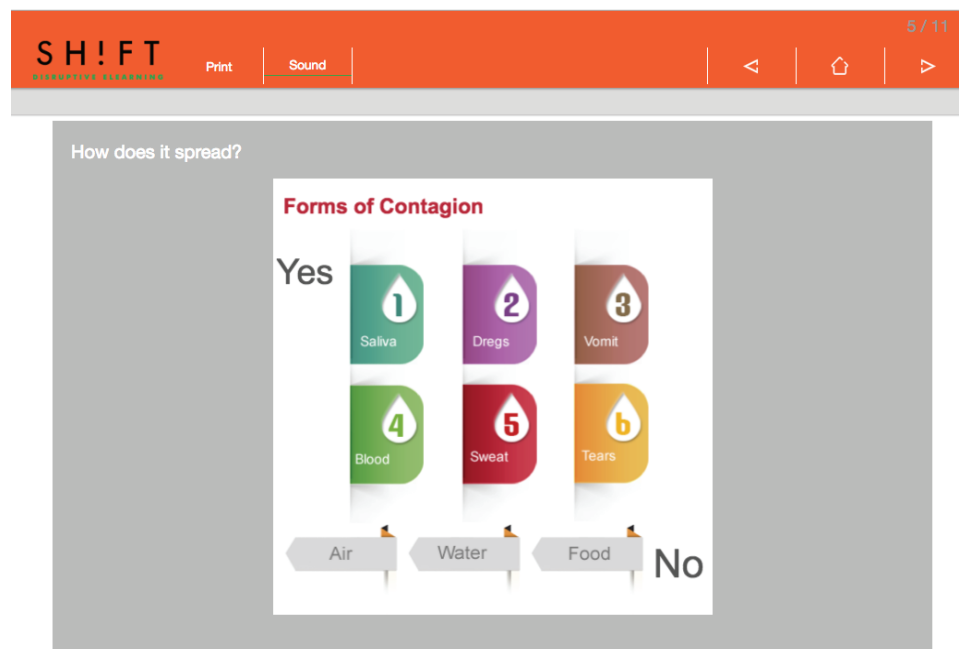 5 / 11
SH!FT
DISRUPTIVE ELEARNING
Print
Sound
How does it spread?
Forms of Contagion
Yes
1
2
3
Saliva
Dregs
Vomit
4
5
6
Blood
Sweat
Tears
Air
Water
Food
No